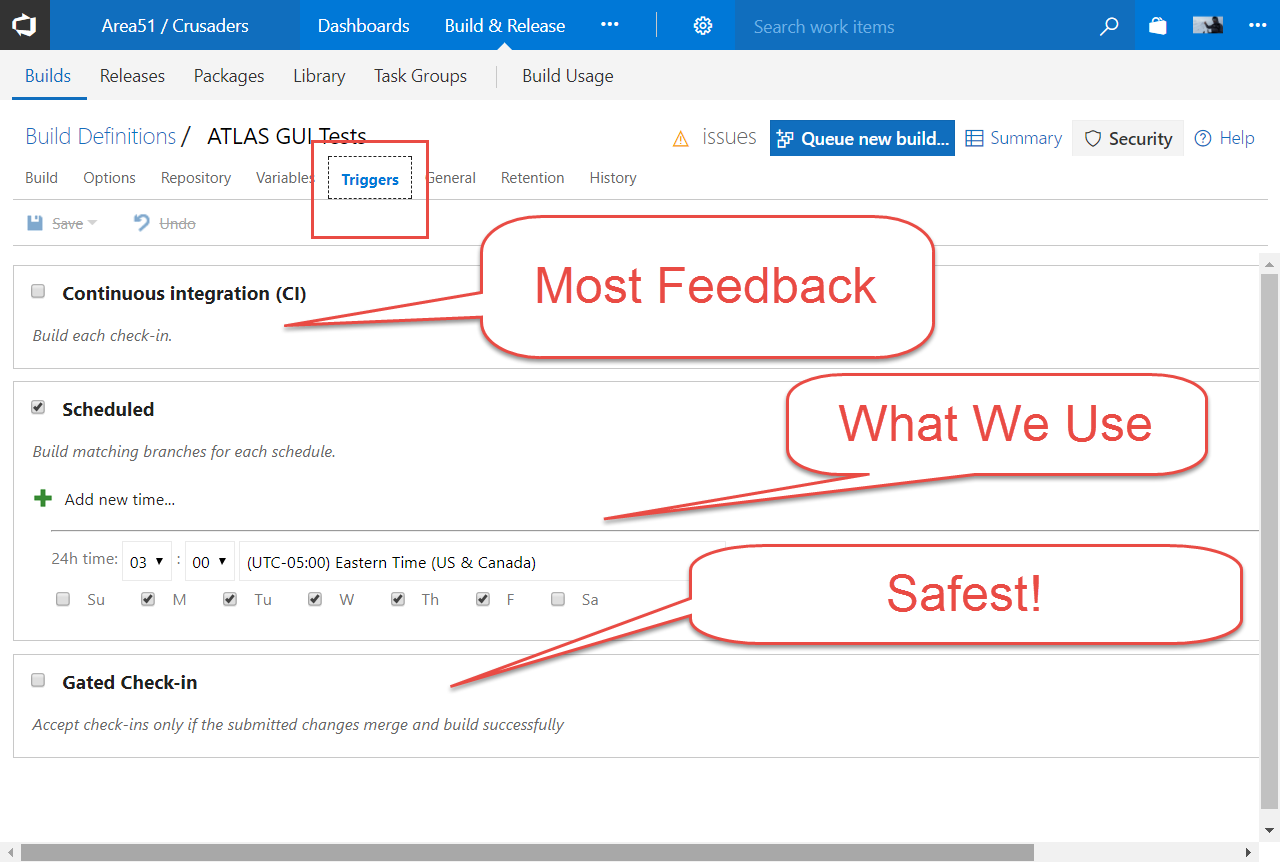 Area51 / Crusaders Dashboards Build & Release ••• Search work items •••
Builds Releases Packages Library Task Groups Build Usage
Build Definitions / ATLAS GUI Tests issues Queue new build... Summary Security Help
Build Options Repository Variables Triggers General Retention History
Save Undo
Most Feedback
Continuous integration (CI)
Build each check-in.
What We Use
Scheduled
Build matching branches for each schedule.
Add new time...
24h time: 03 : 00 (UTC-05:00) Eastern Time (US & Canada)
Safest!
Su M Tu W Th F Sa
Gated Check-in
Accept check-ins only if the submitted changes merge and build successfully